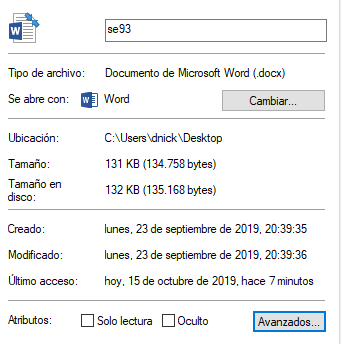 se93
Tipo de archivo: Documento de Microsoft Word (.docx)
Se abre con: Word Cambiar...
Ubicación: C:\Users\dnick\Desktop
Tamaño: 131 KB (134.758 bytes)
Tamaño en
disco: 132 KB (135.168 bytes)
Creado: lunes, 23 de septiembre de 2019, 20:39:35
Modificado: lunes, 23 de septiembre de 2019, 20:39:36
Último acceso: hoy, 15 de octubre de 2019, hace 7 minutos
Atributos: Solo lectura Oculto Avanzados...